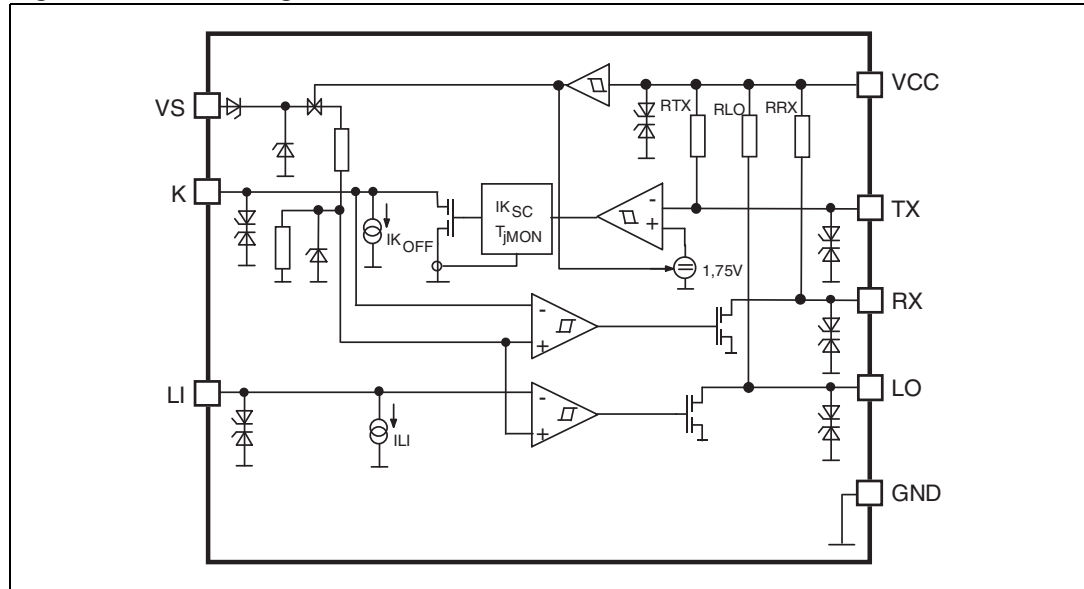 VCC
VS
RTX
RLO
RRX
K
IKSC
TjMON
-
+
TX
IKOFF
1,75V
-
+
RX
LI
-
+
LO
ILI
GND